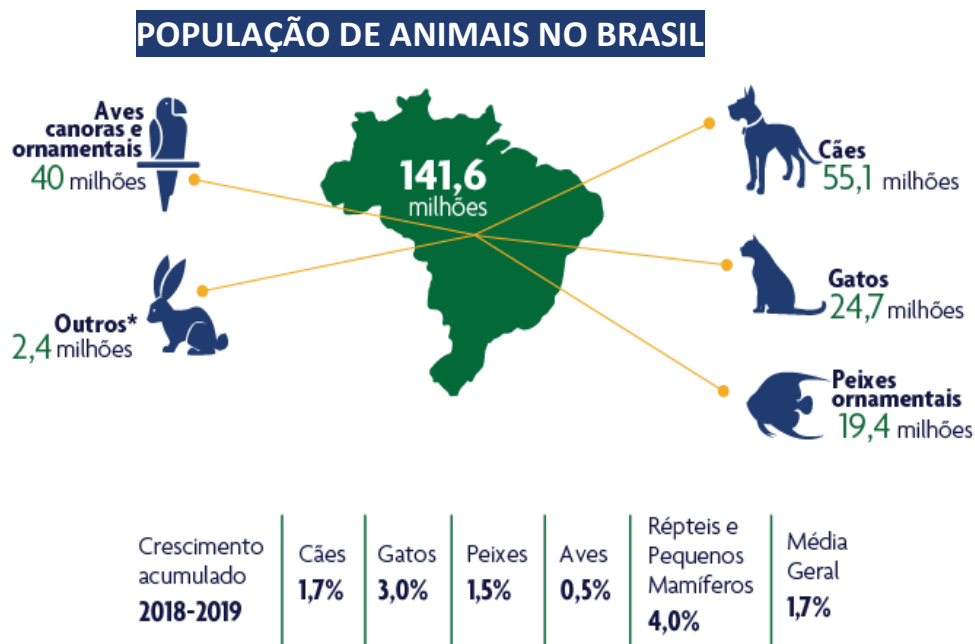 POPULAÇÃO DE ANIMAIS NO BRASIL
Aves
canoras e
ornamentais
40 milhões
Outros*
2,4 milhões
141,6
milhões
Cães
55,1 milhões
Gatos
24,7 milhões
Peixes
ornamentais
19,4 milhões
Crescimento
acumulado
2018-2019
Cães
1,7%
Gatos
3,0%
Peixes
1,5%
Aves
0,5%
Répteis e
Pequenos
Mamíferos
4,0%
Média
Geral
1,7%